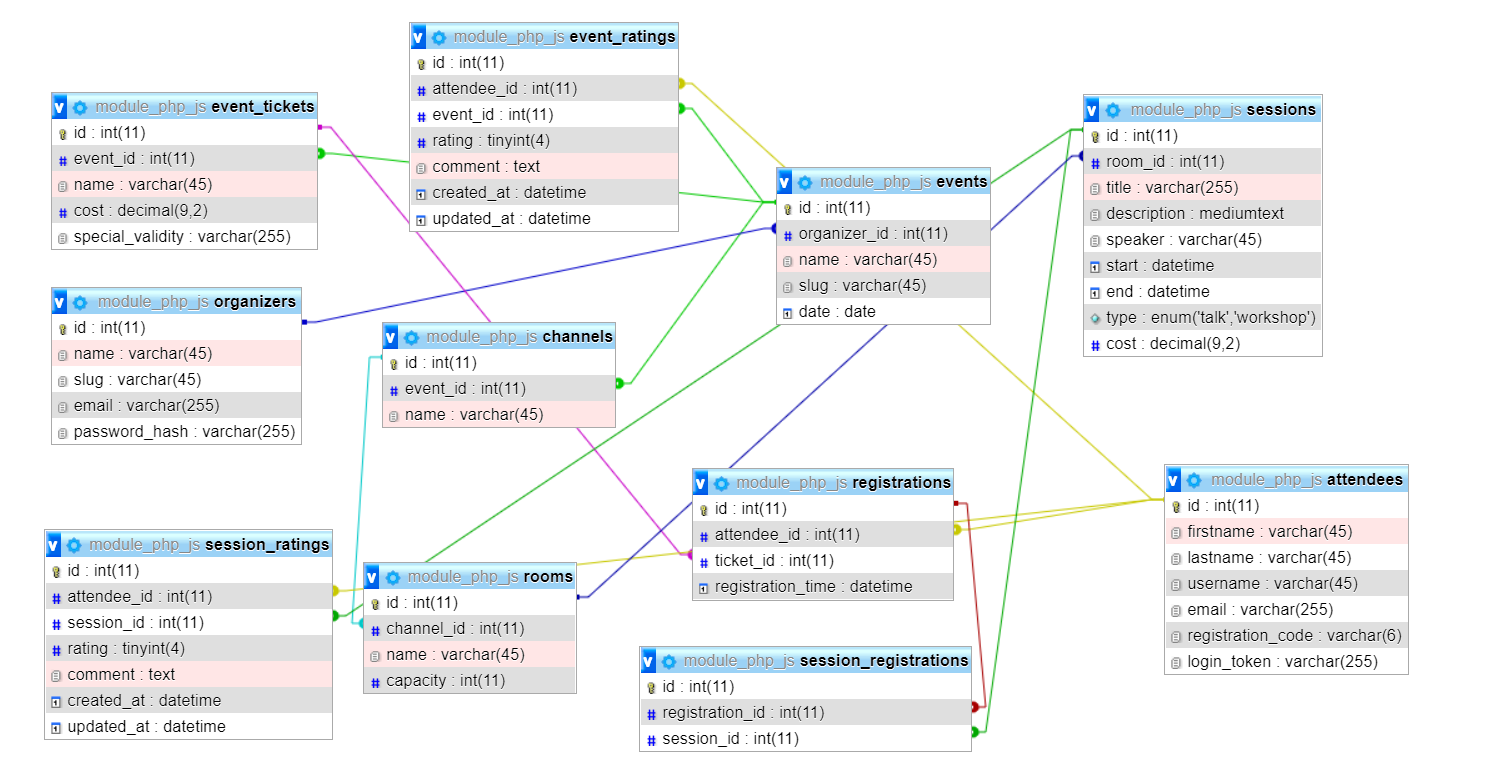 module_php_js event_ratings
id : int(11)
attendee_id : int(11)
event_id : int(11)
rating : tinyint(4)
comment : text
created_at : datetime
updated_at : datetime
module_php_js event_tickets
id : int(11)
event_id : int(11)
name : varchar(45)
cost : decimal(9,2)
special_validity : varchar(255)
module_php_js sessions
id : int(11)
room_id : int(11)
title : varchar(255)
description : mediumtext
speaker : varchar(45)
start : datetime
end : datetime
type : enum('talk','workshop')
cost : decimal(9,2)
module_php_js events
id : int(11)
organizer_id : int(11)
name : varchar(45)
slug : varchar(45)
date : date
module_php_js organizers
id : int(11)
name : varchar(45)
slug : varchar(45)
email : varchar(255)
password_hash : varchar(255)
module_php_js channels
id : int(11)
event_id : int(11)
name : varchar(45)
module_php_js registrations
id : int(11)
attendee_id : int(11)
ticket_id : int(11)
registration_time : datetime
module_php_js attendees
id : int(11)
firstname : varchar(45)
lastname : varchar(45)
username : varchar(45)
email : varchar(255)
registration_code : varchar(6)
login_token : varchar(255)
module_php_js session_ratings
id : int(11)
attendee_id : int(11)
session_id : int(11)
rating : tinyint(4)
comment : text
created_at : datetime
updated_at : datetime
module_php_js rooms
id : int(11)
channel_id : int(11)
name : varchar(45)
capacity : int(11)
module_php_js session_registrations
id : int(11)
registration_id : int(11)
session_id : int(11)